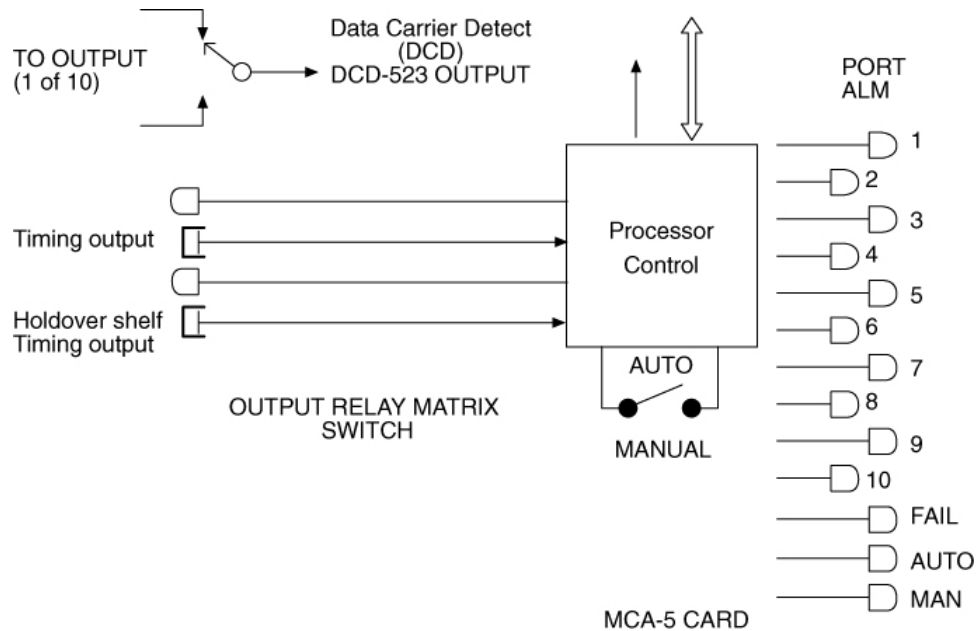 Data Carrier Detect
(DCD)
DCD-523 OUTPUT
TO OUTPUT
(1 of 10)
PORT
ALM
1
2
3
4
5
6
7
8
9
10
FAIL
AUTO
MAN
Timing output
Holdover shelf
Timing output
Processor
Control
AUTO
MANUAL
OUTPUT RELAY MATRIX
SWITCH
MCA-5 CARD